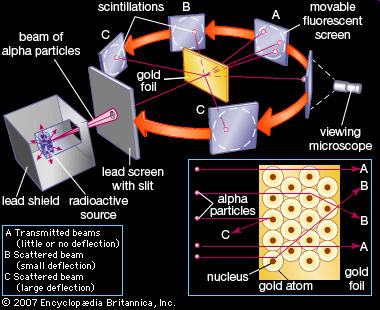 scintillations
B
A
movable
fluorescent
screen
beam of
alpha particles
C
gold
foil
C
viewing
microscope
lead screen
with slit
lead shield
radioactive
source
A Transmitted beams
(little or no deflection)
B Scattered beam
(small deflection)
C Scattered beam
(large deflection)
A
B
alpha
particles
B
C
A
nucleus
gold atom
gold
foil
© 2007 Encyclopædia Britannica, Inc.